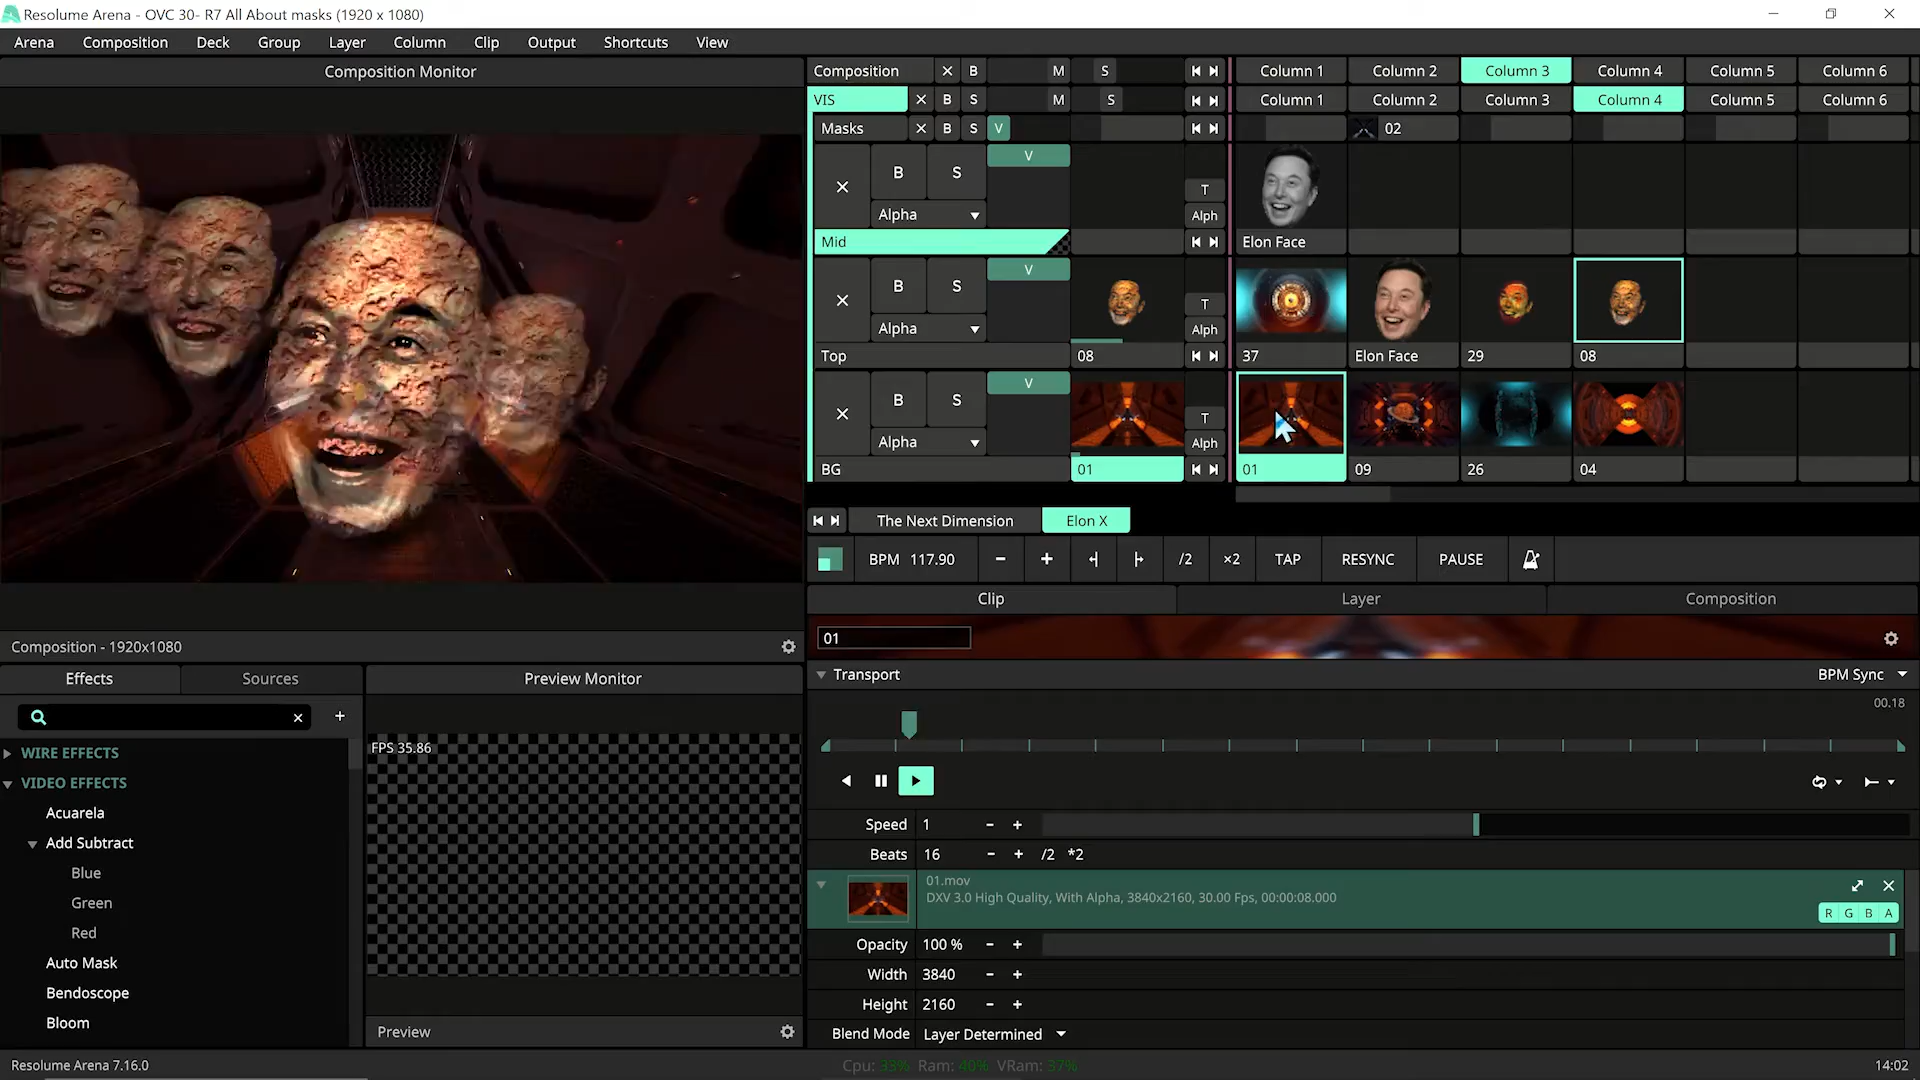 Resolume Arena - OVC 30- R7 All About masks (1920 x 1080)
Arena Composition Deck Group Layer Column Clip Output Shortcuts View
Composition Monitor
Composition B M S Column 1 Column 2 Column 3 Column 4 Column 5 Column 6
VIS B S M S Column 1 Column 2 Column 3 Column 4 Column 5 Column 6
Masks B S V 02
V
B S
T
Alpha Alph
Mid Elon Face
V
B S
T
Alpha Alph
Top 08 37 Elon Face 29 08
V
B S
T
Alpha Alph
BG 01 01 09 26 04
The Next Dimension Elon X
BPM 117.90 - + /2 ×2 TAP RESYNC PAUSE
Clip Layer Composition
01
Composition - 1920x1080
Effects Sources Preview Monitor
Transport BPM Sync
00.18
FPS 35.86
WIRE EFFECTS
VIDEO EFFECTS
Acuarela
Add Subtract
Blue
Green
Red
Auto Mask
Bendoscope
Bloom
Speed 1 - +
Beats 16 - + /2 *2
01.mov
DXV 3.0 High Quality, With Alpha, 3840x2160, 30.00 Fps, 00:00:08.000
R G B A
Opacity 100 % - +
Width 3840 - +
Height 2160 - +
Blend Mode Layer Determined
Preview
Resolume Arena 7.16.0
Cpu: 33% Ram: 40% VRam: 37%
14:02